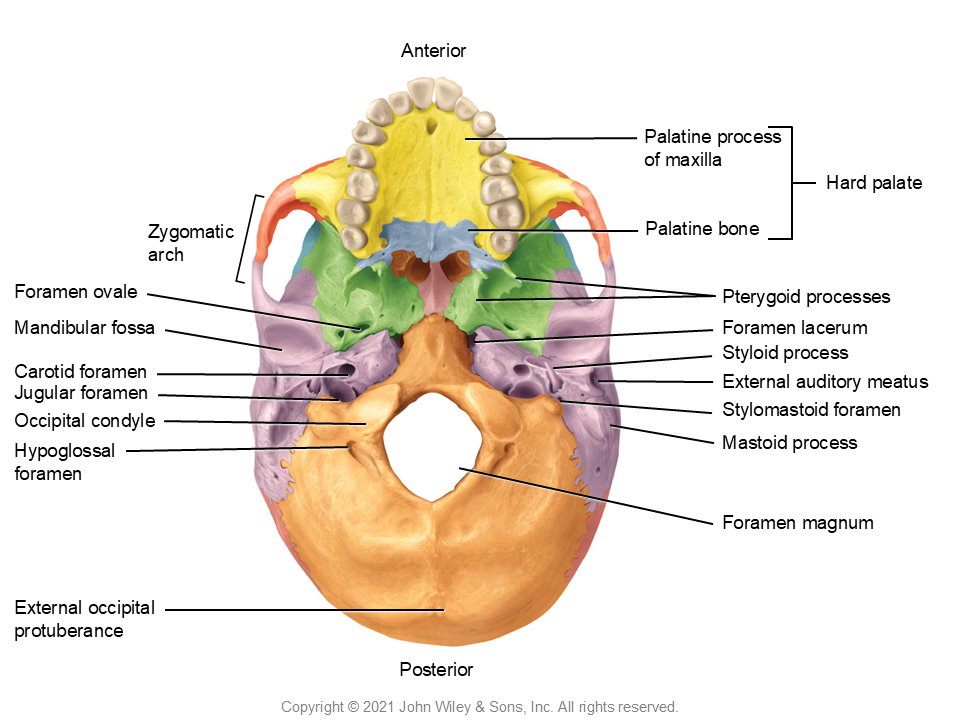 Anterior
Palatine process
of maxilla
Hard palate
Palatine bone
Zygomatic
arch
Foramen ovale
Mandibular fossa
Carotid foramen
Jugular foramen
Occipital condyle
Hypoglossal
foramen
Pterygoid processes
Foramen lacerum
Styloid process
External auditory meatus
Stylomastoid foramen
Mastoid process
Foramen magnum
External occipital
protuberance
Posterior
Copyright © 2021 John Wiley & Sons, Inc. All rights reserved.